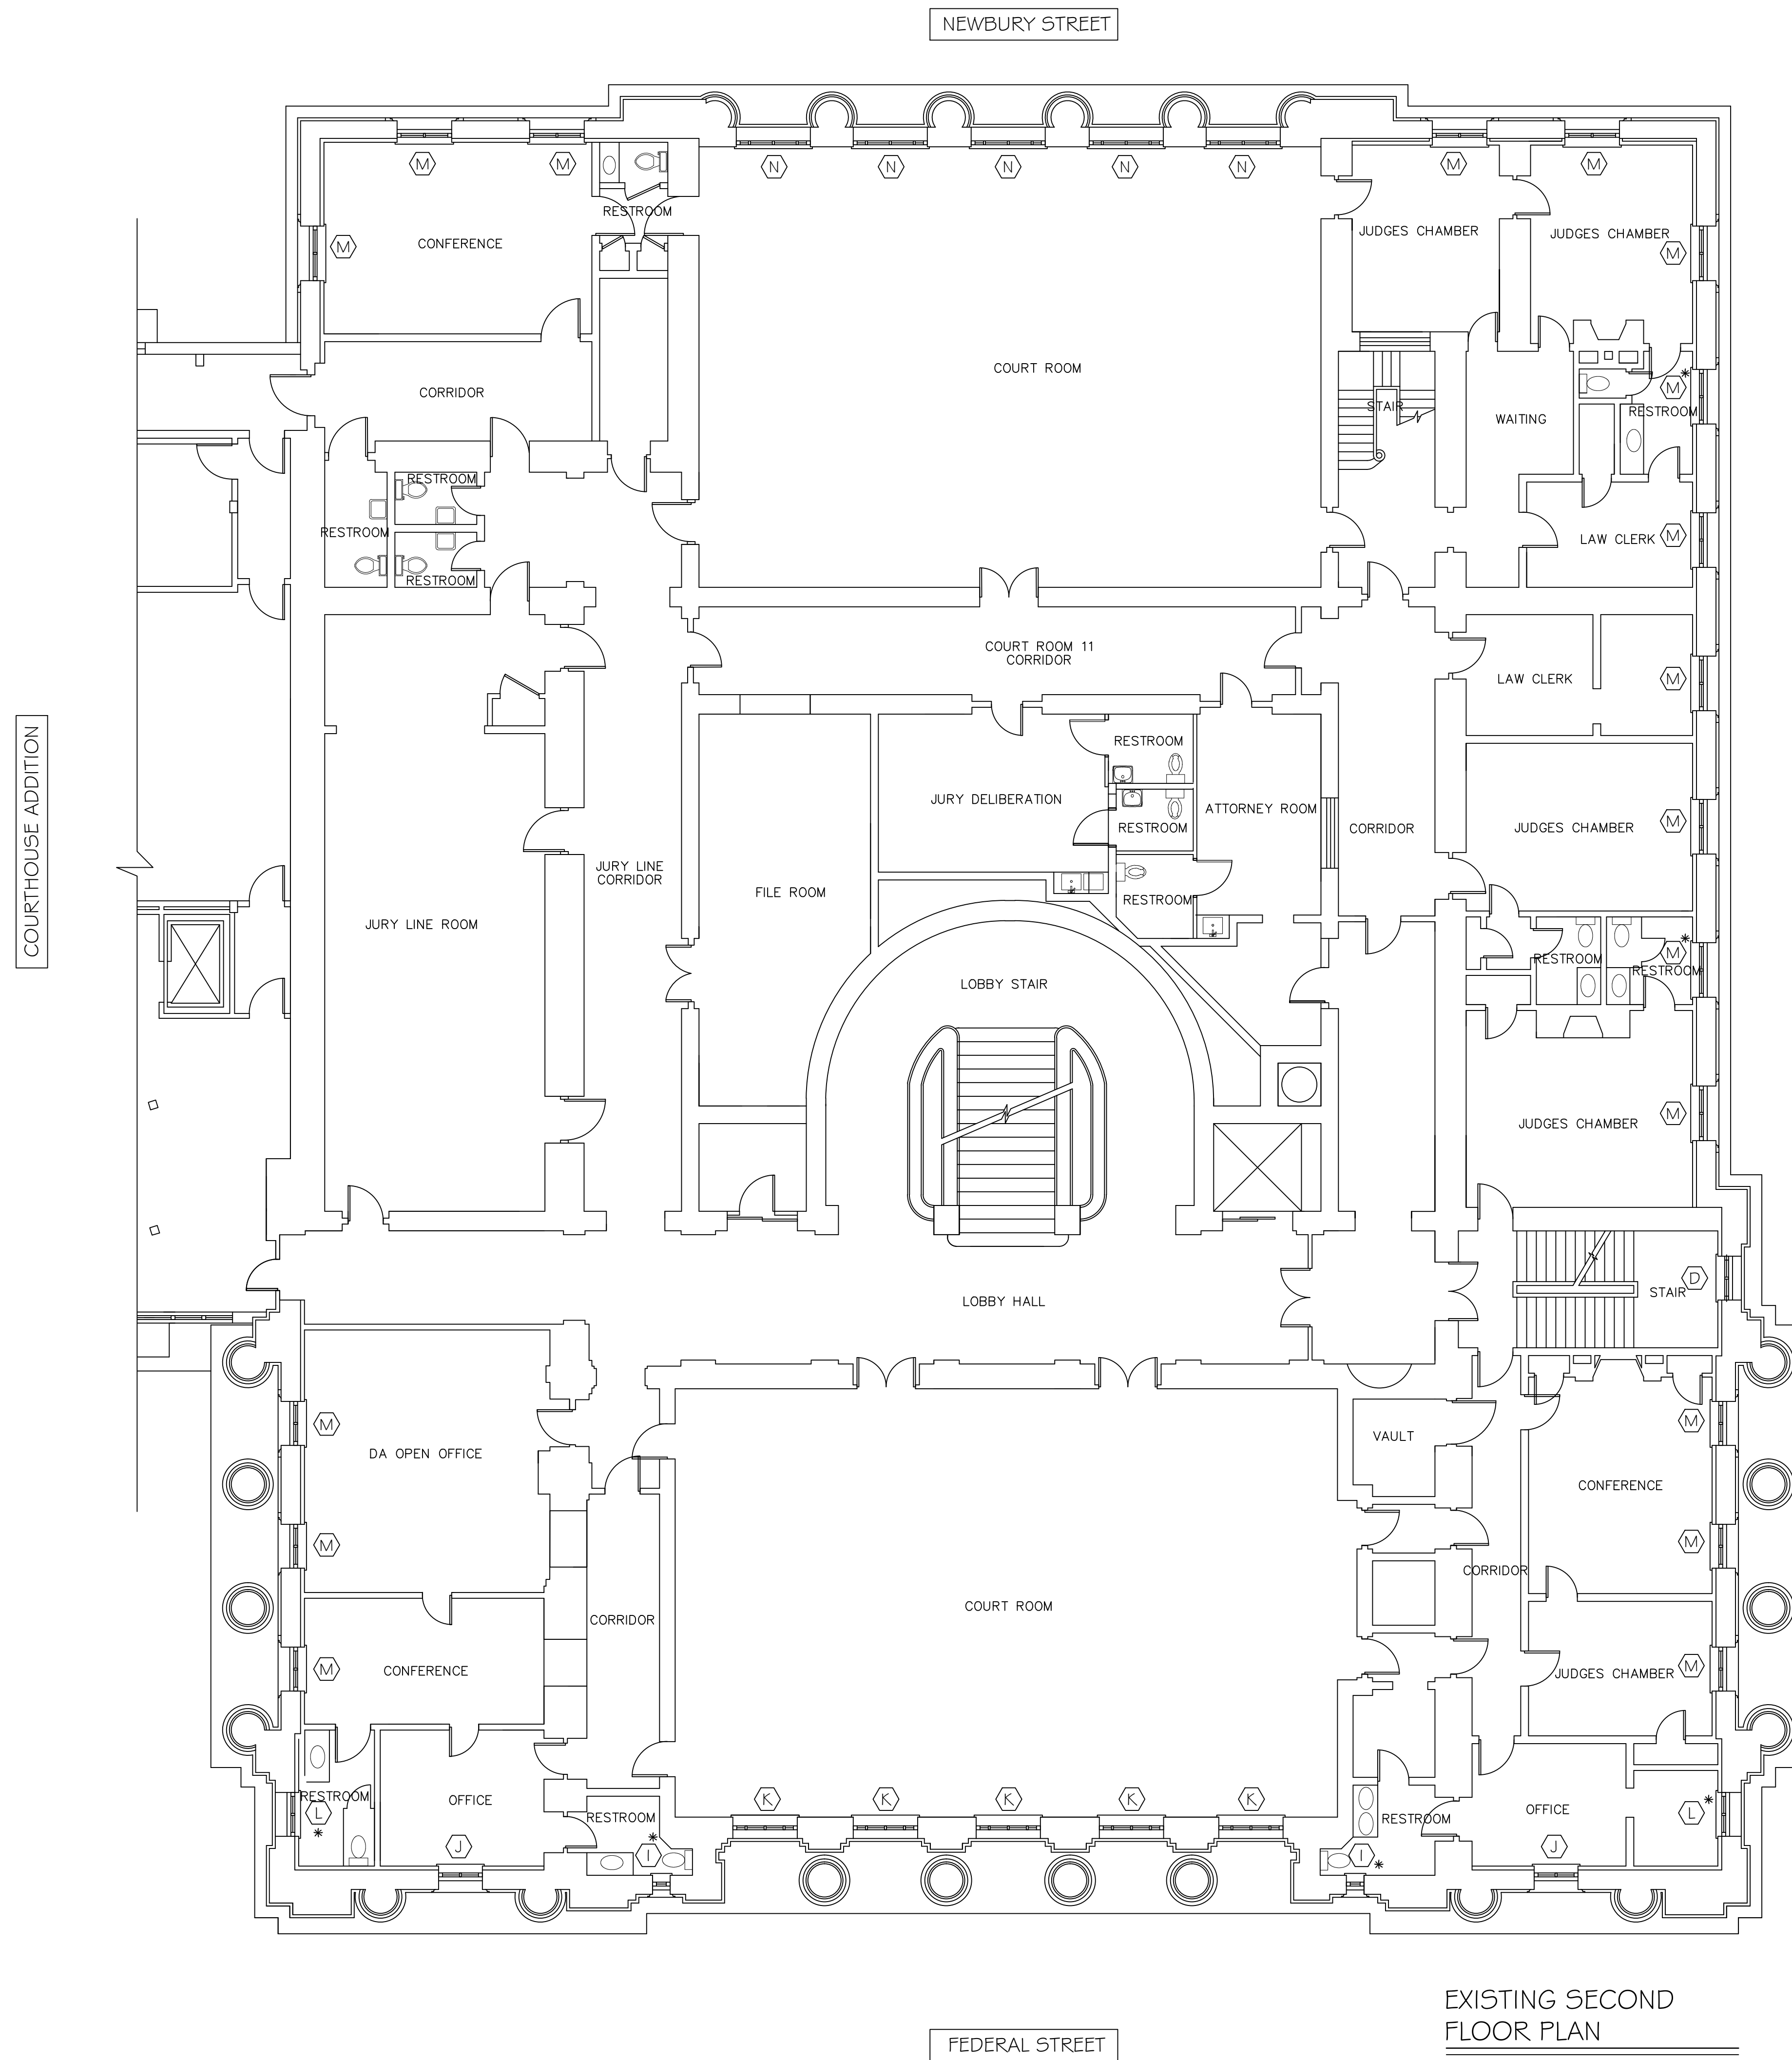 NEWBURY STREET
M
M
N
N
N
N
N
M
M
RESTROOM
CONFERENCE
M
JUDGES CHAMBER
JUDGES CHAMBER
M
COURT ROOM
CORRIDOR
STAIR
WAITING
M*
RESTROOM
RESTROOM
RESTROOM
RESTROOM
LAW CLERK
M
COURT ROOM 11
CORRIDOR
LAW CLERK
M
RESTROOM
JURY DELIBERATION
ATTORNEY ROOM
RESTROOM
CORRIDOR
JUDGES CHAMBER
M
COURTHOUSE ADDITION
JURY LINE
CORRIDOR
FILE ROOM
RESTROOM
JURY LINE ROOM
LOBBY STAIR
RESTROOM
M*
RESTROOM
JUDGES CHAMBER
M
LOBBY HALL
STAIR
D
M
DA OPEN OFFICE
VAULT
M
CONFERENCE
M
M
CORRIDOR
COURT ROOM
CORRIDOR
CONFERENCE
M
JUDGES CHAMBER
M
RESTROOM
L
*
OFFICE
J
RESTROOM
*
I
K
K
K
K
K
RESTROOM
I
*
OFFICE
J
L
*
EXISTING SECOND
FLOOR PLAN
FEDERAL STREET